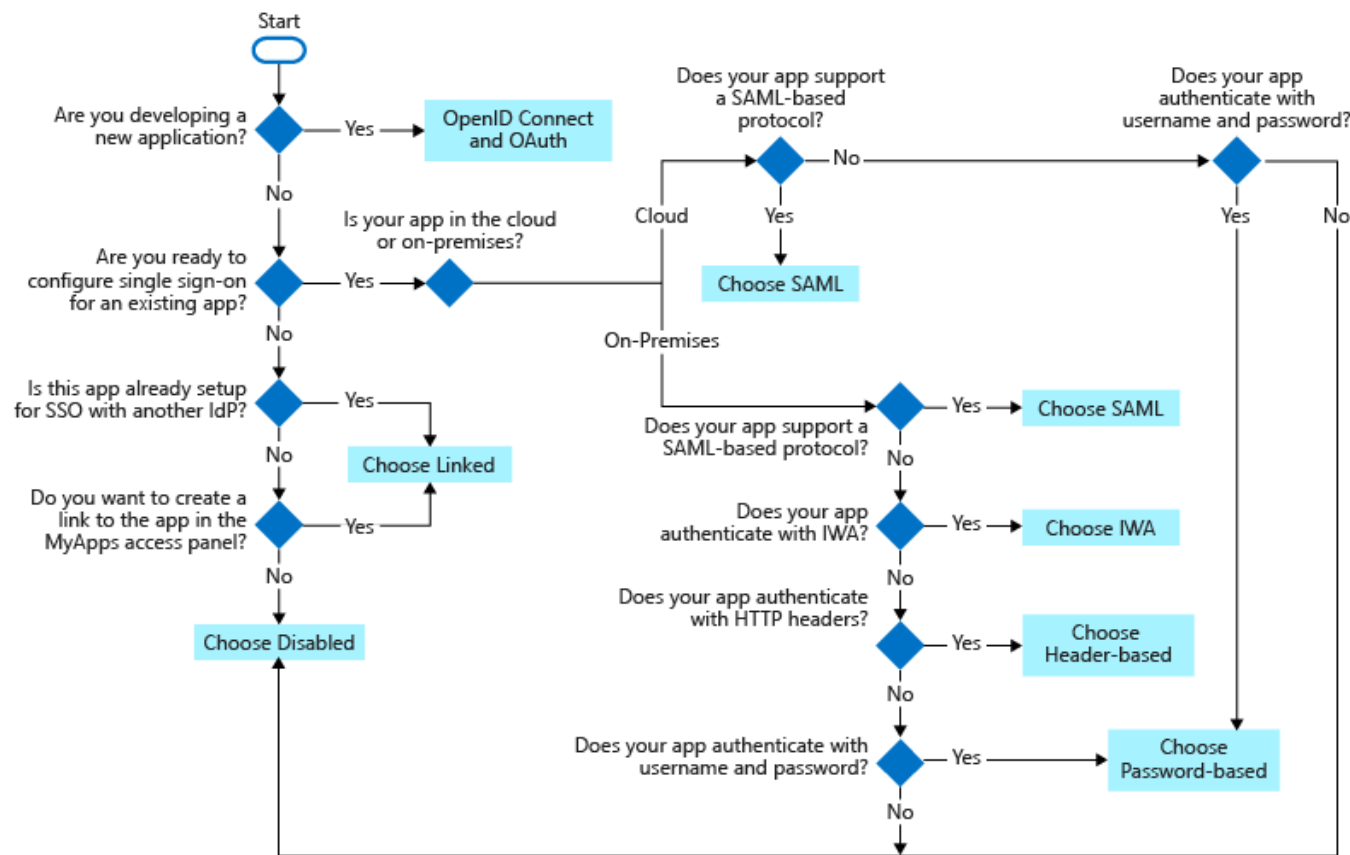 Start
Are you developing a
new application?
Yes
OpenID Connect
and OAuth
No
Are you ready to
configure single sign-on
for an existing app?
Yes
Is your app in the cloud
or on-premises?
Cloud
Does your app support
a SAML-based
protocol?
No
Yes
Choose SAML
Does your app
authenticate with
username and password?
Yes
No
On-Premises
No
Is this app already setup
for SSO with another IdP?
Yes
Choose Linked
No
Do you want to create a
link to the app in the
MyApps access panel?
Yes
No
Choose Disabled
Does your app support a
SAML-based protocol?
Yes
Choose SAML
No
Does your app
authenticate with IWA?
Yes
Choose IWA
No
Does your app authenticate
with HTTP headers?
Yes
Choose
Header-based
No
Does your app authenticate with
username and password?
Yes
Choose
Password-based
No